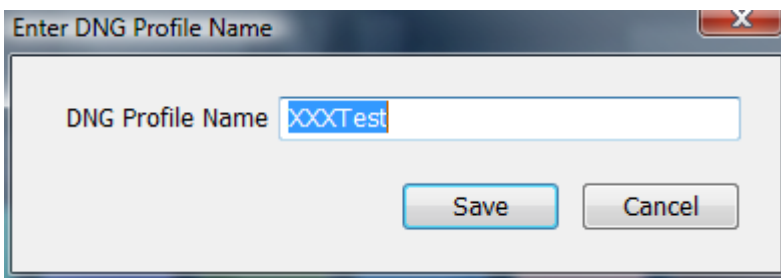 Enter DNG Profile Name
DNG Profile Name XXXTest
Save Cancel